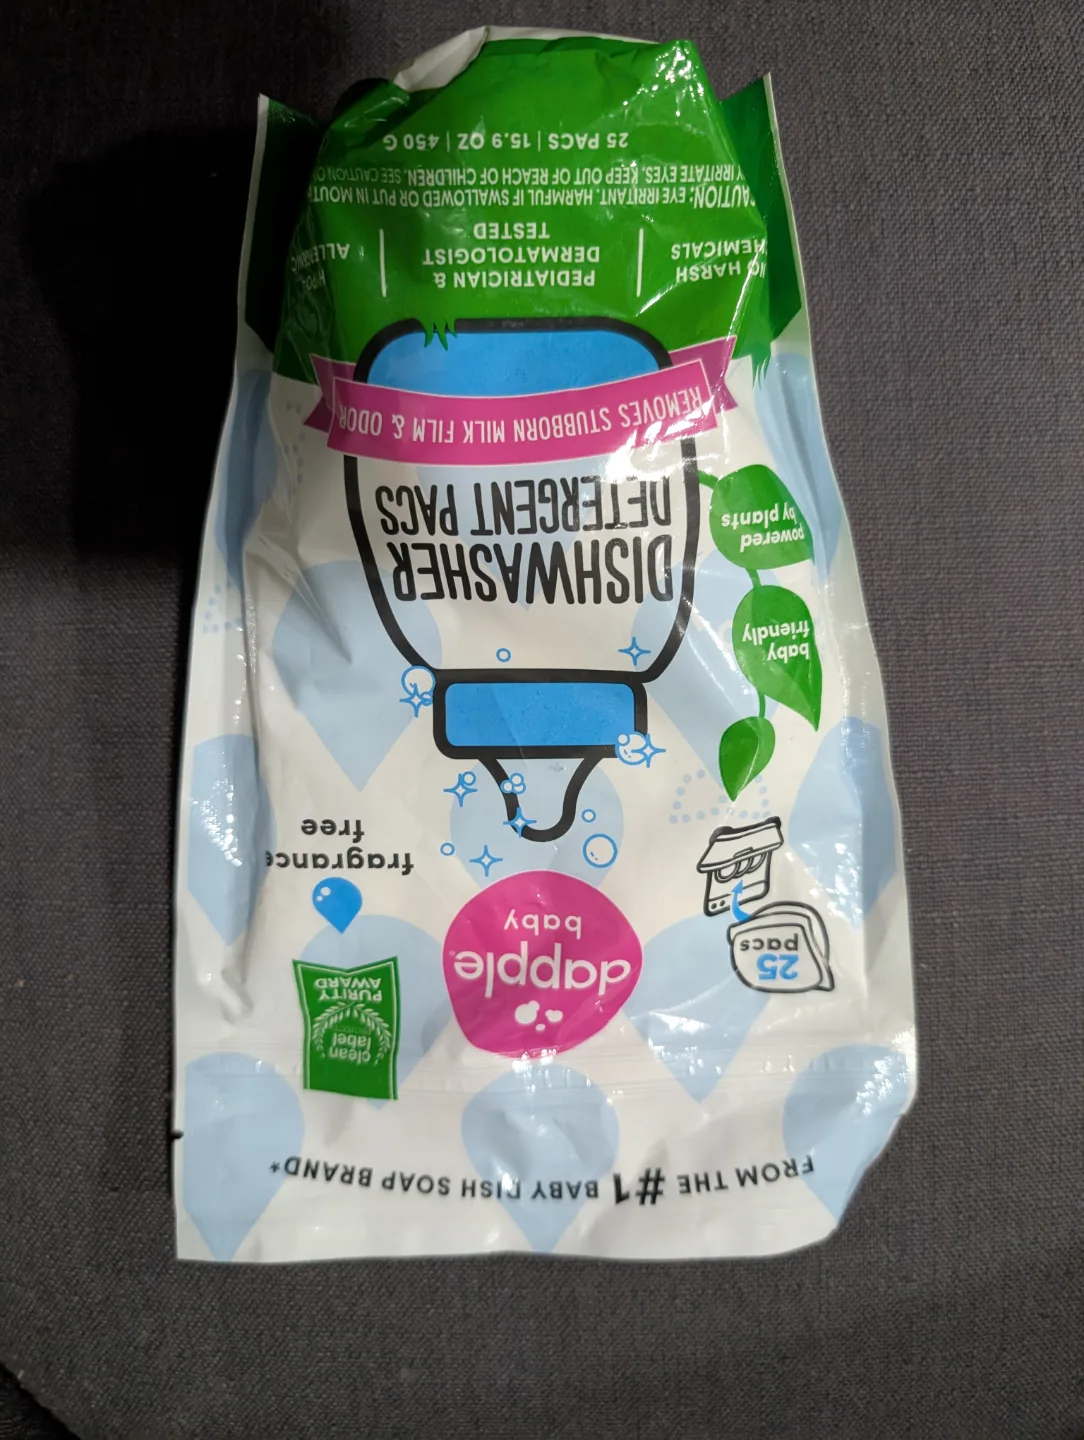 FROM THE #1 BABY DISH SOAP BRAND*
25
pacs
dapple
baby
clean
label
PROJECT
PURITY
AWARD
fragrance
free
baby
friendly
powered
by plants
DISHWASHER
DETERGENT PACS
REMOVES STUBBORN MILK FILM & ODOR
HARSH
PEDIATRICIAN &
DERMATOLOGIST
TESTED
CAUTION: EYE IRRITANT. HARMFUL IF SWALLOWED OR PUT IN
IRRITATE EYES. KEEP OUT OF REACH OF CHILDREN. SEE CAUTION
25 PACS | 15.9 OZ | 450 G